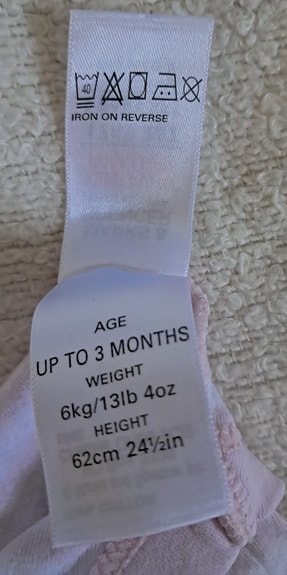 40
IRON ON REVERSE
AGE
UP TO 3 MONTHS
WEIGHT
6kg/13lb 4oz
HEIGHT
62cm 24½in